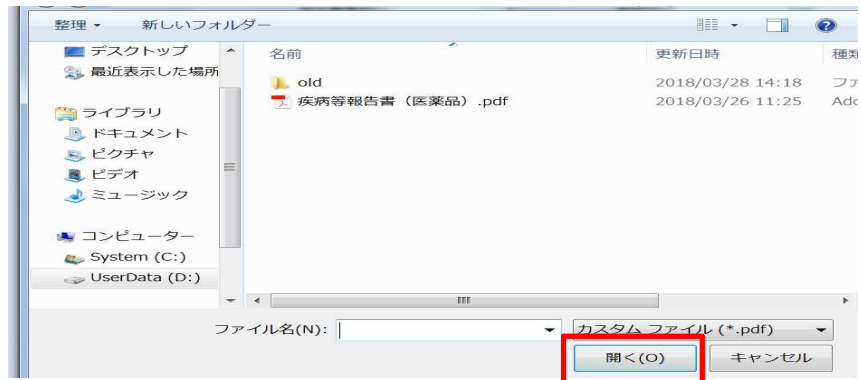 整理 新しいフォルダー
デスクトップ
最近表示した場所
ライブラリ
ドキュメント
ピクチャ
ビデオ
ミュージック
コンピューター
System (C:)
UserData (D:)
名前 更新日時 種類
old 2018/03/28 14:18 ファ
疾病等報告書（医薬品）.pdf 2018/03/26 11:25 Ado
ファイル名(N): カスタム ファイル (*.pdf)
開く(O) キャンセル